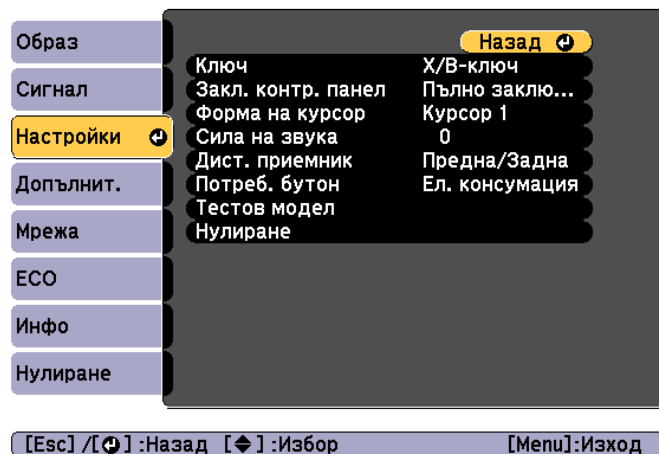 Образ
Сигнал
Настройки
Допълнит.
Мрежа
ECO
Инфо
Нулиране
Назад
Ключ Х/В-ключ
Закл. контр. панел Пълно заклю...
Форма на курсор Курсор 1
Сила на звука 0
Дист. приемник Предна/Задна
Потреб. бутон Ел. консумация
Тестов модел
Нулиране
[Esc] /[ ] :Назад [ ] :Избор [Menu]:Изход